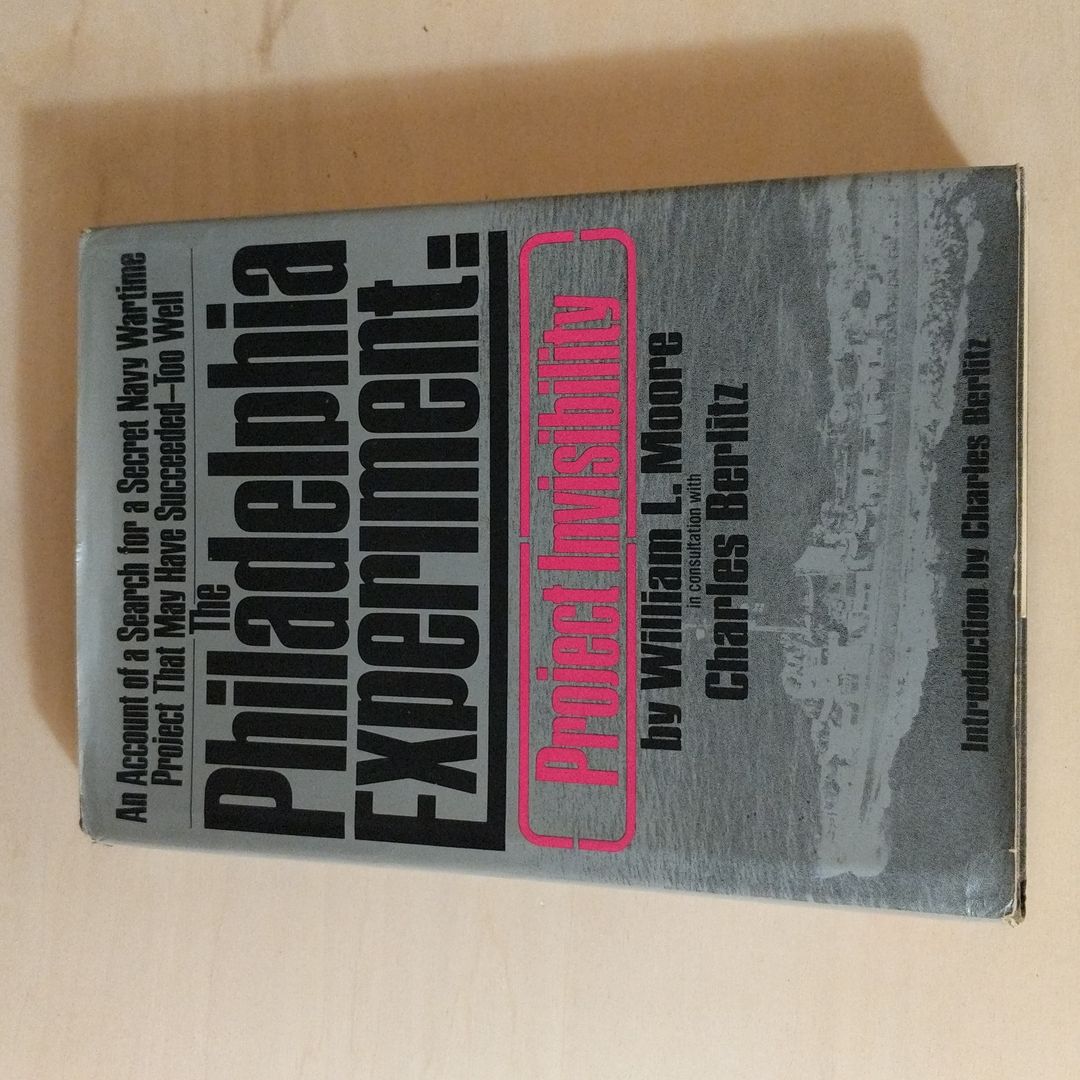 An Account of a Search for a Secret Navy Wartime
Project That May Have Succeeded—Too Well
The
Philadelphia
Experiment:
Project Invisibility
by William L. Moore
in consultation with
Charles Berlitz
Introduction by Charles Berlitz